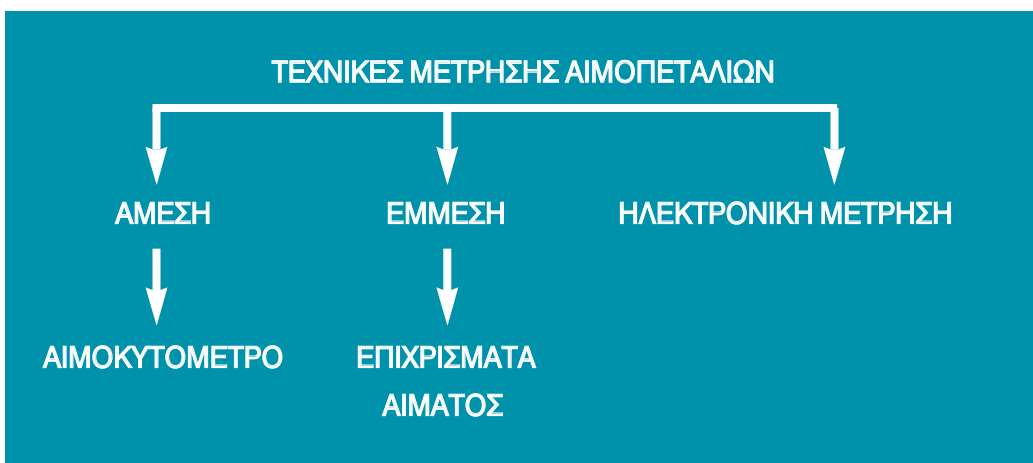 ΤΕΧΝΙΚΕΣ ΜΕΤΡΗΣΗΣ ΑΙΜΟΠΕΤΑΛΙΩΝ
ΑΜΕΣΗ
ΕΜΜΕΣΗ
ΗΛΕΚΤΡΟΝΙΚΗ ΜΕΤΡΗΣΗ
ΑΙΜΟΚΥΤΟΜΕΤΡΟ
ΕΠΙΧΡΙΣΜΑΤΑ
ΑΙΜΑΤΟΣ